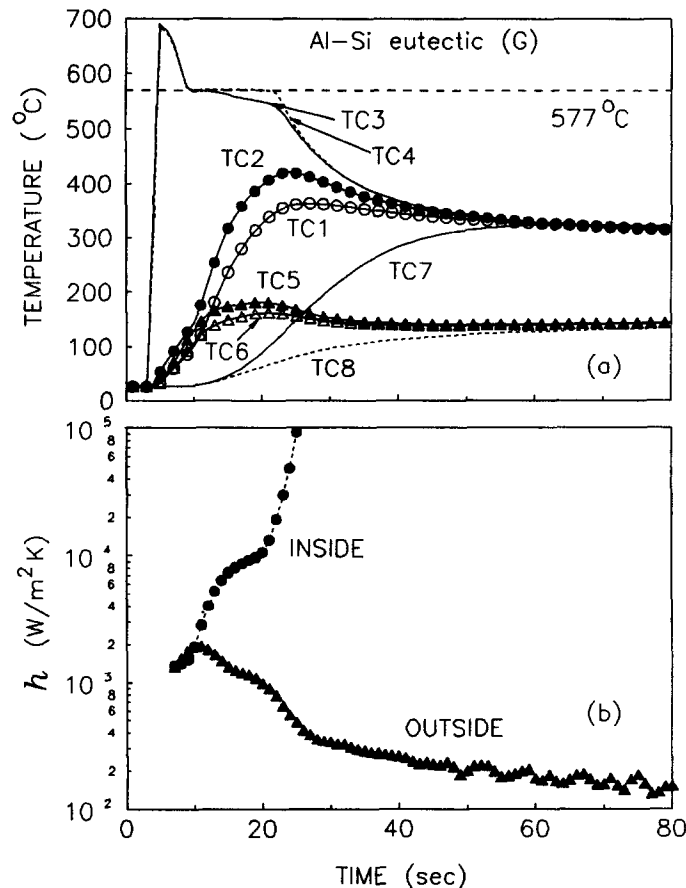 700
Al-Si eutectic (G)
600
577 °C
500
TC3
TC4
TEMPERATURE (°C)
400
TC2
TC1
300
TC7
200
TC5
TC6
100
TC8
(a)
0
10⁵
8
6
4
2
10⁴
INSIDE
8
6
4
h (W/m²K)
2
10³
(b)
8
6
4
OUTSIDE
2
10²
0 20 40 60 80
TIME (sec)